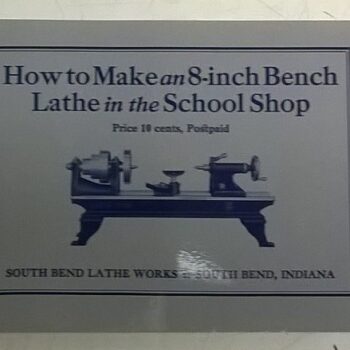 How to Make an 8-inch Bench
Lathe in the School Shop
Price 10 cents, Postpaid
SOUTH BEND LATHE WORKS SOUTH BEND, INDIANA